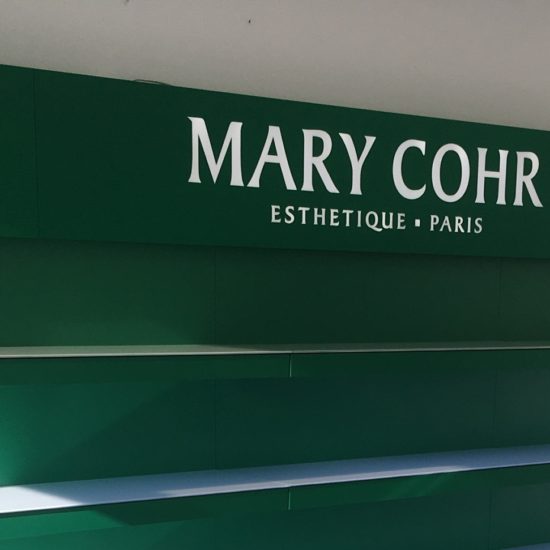 MARY COHR
ESTHETIQUE ▪ PARIS